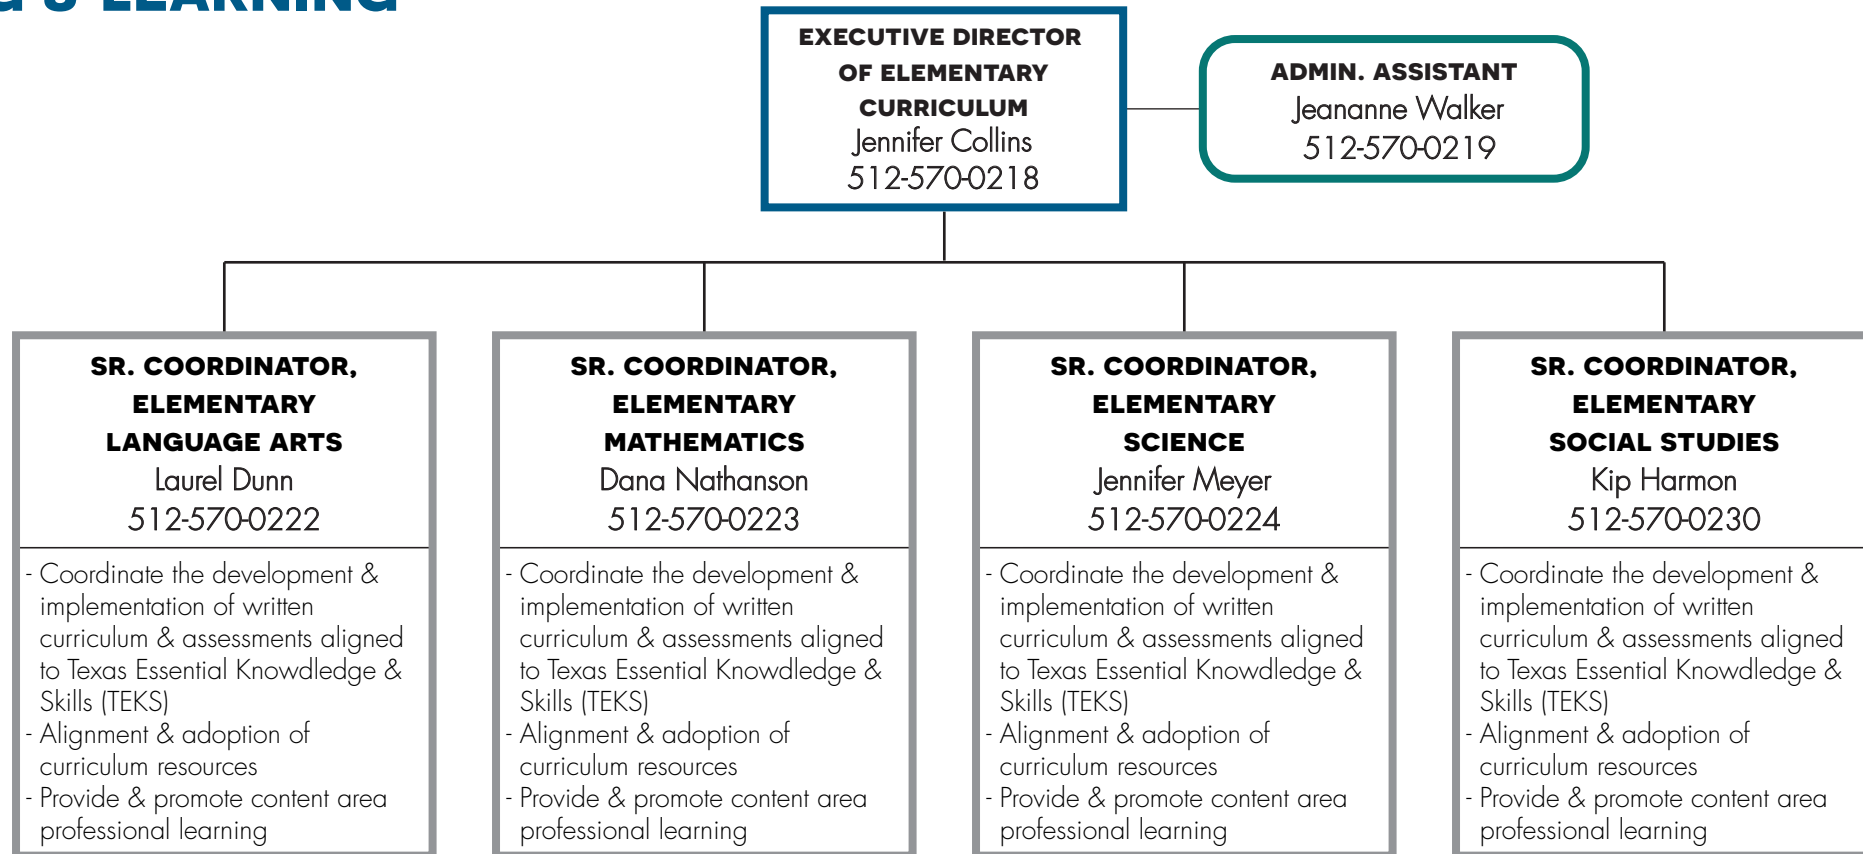 & LEARNING
EXECUTIVE DIRECTOR
OF ELEMENTARY
CURRICULUM
Jennifer Collins
512-570-0218
ADMIN. ASSISTANT
Jeananne Walker
512-570-0219
SR. COORDINATOR,
ELEMENTARY
LANGUAGE ARTS
Laurel Dunn
512-570-0222
- Coordinate the development &
implementation of written
curriculum & assessments aligned
to Texas Essential Knowdledge &
Skills (TEKS)
- Alignment & adoption of
curriculum resources
- Provide & promote content area
professional learning
SR. COORDINATOR,
ELEMENTARY
MATHEMATICS
Dana Nathanson
512-570-0223
- Coordinate the development &
implementation of written
curriculum & assessments aligned
to Texas Essential Knowdledge &
Skills (TEKS)
- Alignment & adoption of
curriculum resources
- Provide & promote content area
professional learning
SR. COORDINATOR,
ELEMENTARY
SCIENCE
Jennifer Meyer
512-570-0224
- Coordinate the development &
implementation of written
curriculum & assessments aligned
to Texas Essential Knowdledge &
Skills (TEKS)
- Alignment & adoption of
curriculum resources
- Provide & promote content area
professional learning
SR. COORDINATOR,
ELEMENTARY
SOCIAL STUDIES
Kip Harmon
512-570-0230
- Coordinate the development &
implementation of written
curriculum & assessments aligned
to Texas Essential Knowdledge &
Skills (TEKS)
- Alignment & adoption of
curriculum resources
- Provide & promote content area
professional learning